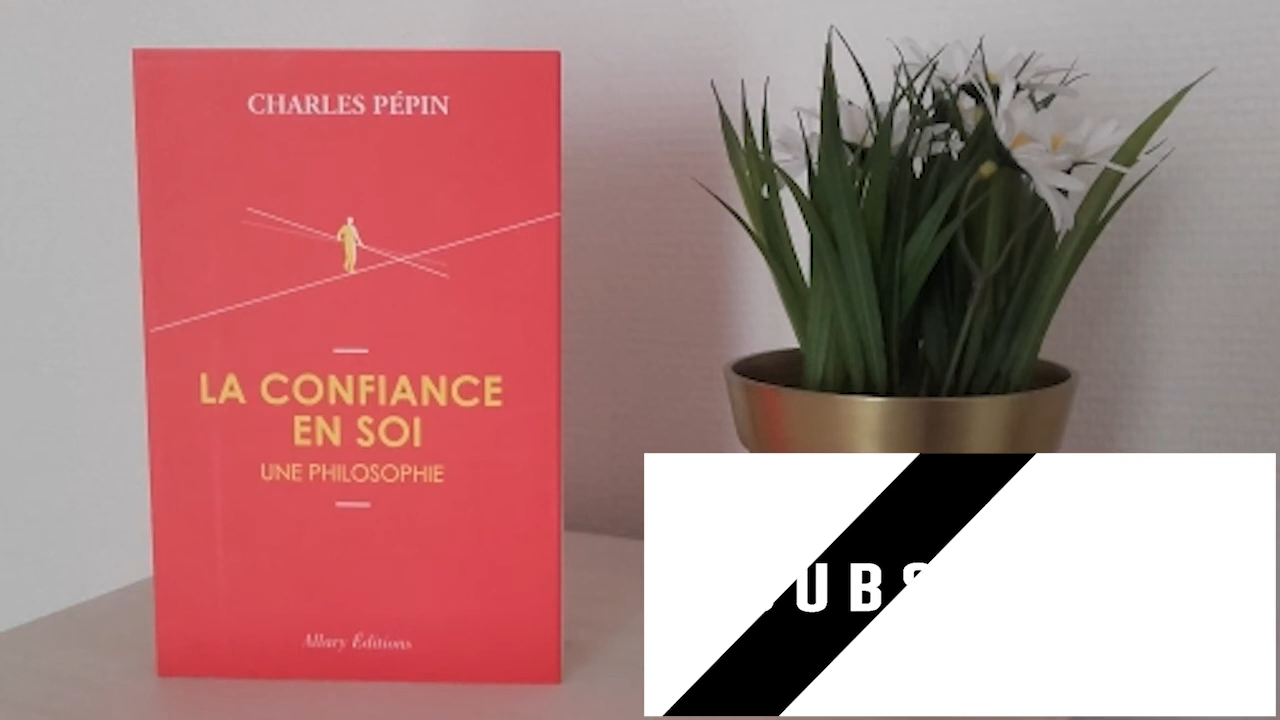 CHARLES PÉPIN
LA CONFIANCE
EN SOI
UNE PHILOSOPHIE
Allary Éditions